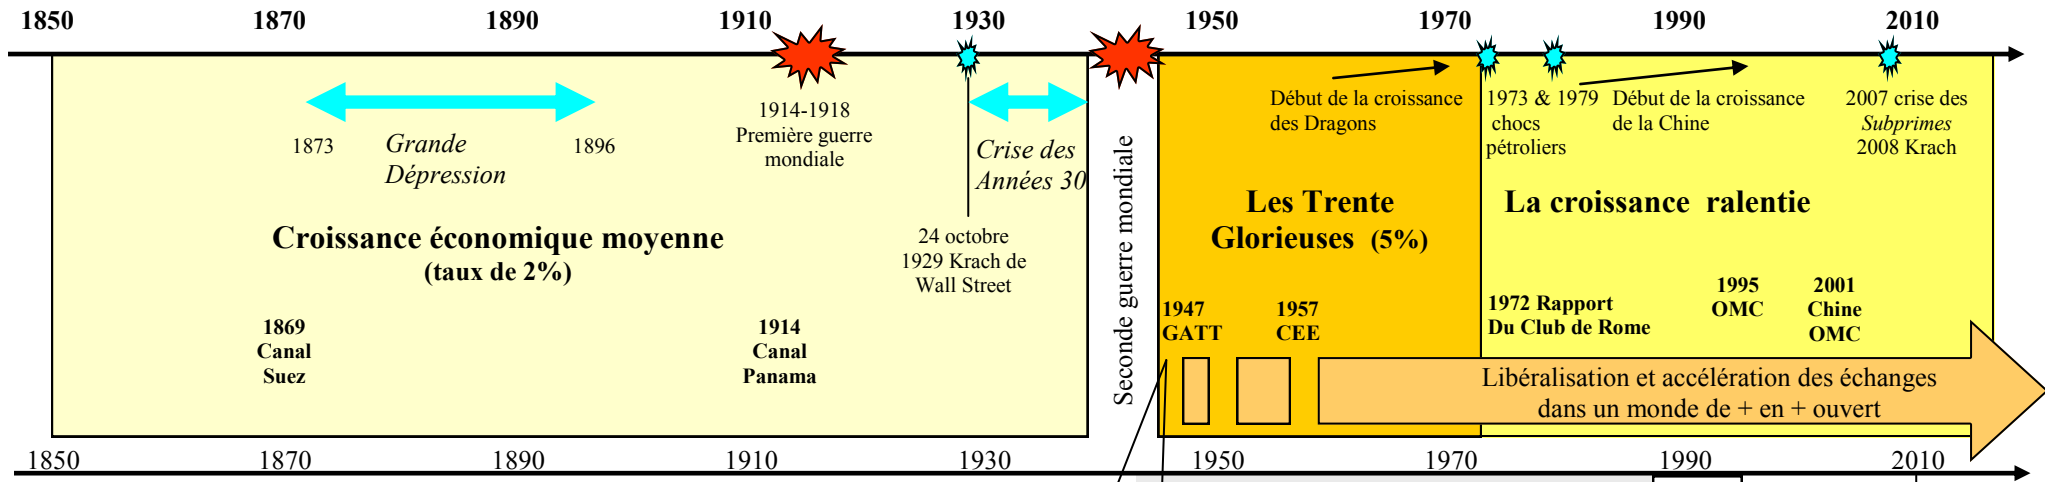 1850 1870 1890 1910 1930 1950 1970 1990 2010
1873
Grande
Dépression
1896
1914-1918
Première guerre
mondiale
Crise des
Années 30
24 octobre
1929 Krach de
Wall Street
Croissance économique moyenne
(taux de 2%)
1869
Canal
Suez
1914
Canal
Panama
Seconde guerre mondiale
Début de la croissance
des Dragons
Les Trente
Glorieuses (5%)
1947
GATT
1957
CEE
1973 & 1979
chocs
pétroliers
Début de la croissance
de la Chine
2007 crise des
Subprimes
2008 Krach
La croissance ralentie
1972 Rapport
Du Club de Rome
1995
OMC
2001
Chine
OMC
Libéralisation et accélération des échanges
dans un monde de + en + ouvert
1850 1870 1890 1910 1930 1950 1970 1990 2010